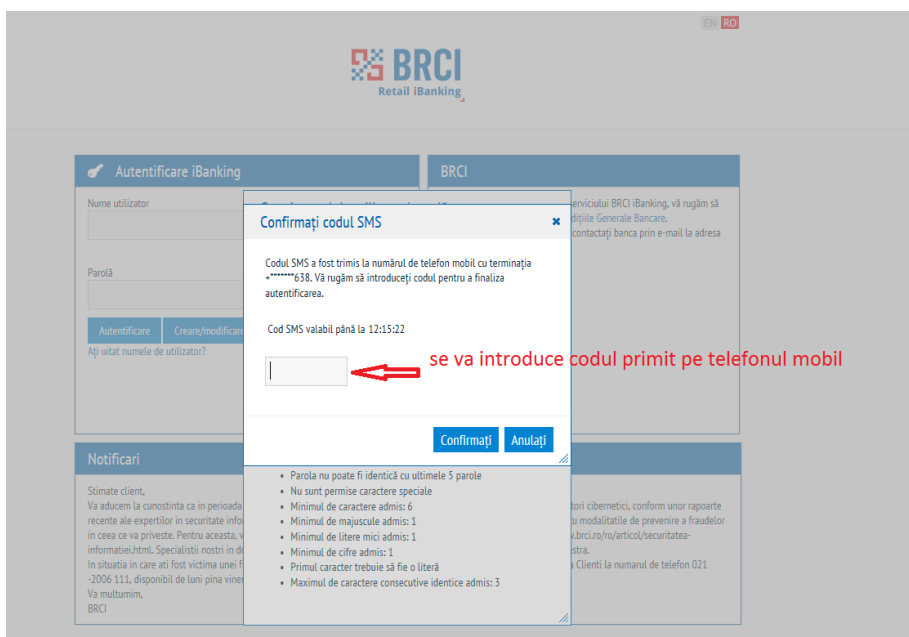 EN RO
BRCI
Retail iBanking
Autentificare iBanking
BRCI
Nume utilizator
Parolă
Autentificare
Creare/modificare
Ați uitat numele de utilizator?
serviciului BRCI iBanking, vă rugăm să
dițiile Generale Bancare.
contactați banca prin e-mail la adresa
Confirmați codul SMS
Codul SMS a fost trimis la numărul de telefon mobil cu terminația
+*******638. Vă rugăm să introduceți codul pentru a finaliza
autentificarea.
Cod SMS valabil până la 12:15:22
se va introduce codul primit pe telefonul mobil
Confirmați
Anulați
Notificari
Stimate client,
Va aducem la cunostinta ca in perioada
recente ale expertilor in securitate info
in ceea ce va priveste. Pentru aceasta, v
informatiei.html. Specialistii nostri in d
In situatia in care ati fost victima unei f
-2006 111, disponibil de luni pina viner
Va multumim,
BRCI
• Parola nu poate fi identică cu ultimele 5 parole
• Nu sunt permise caractere speciale
• Minimul de caractere admis: 6
• Minimul de majuscule admis: 1
• Minimul de litere mici admis: 1
• Minimul de cifre admis: 1
• Primul caracter trebuie să fie o literă
• Maximul de caractere consecutive identice admis: 3
tori cibernetici, conform unor rapoarte
u modalitatile de prevenire a fraudelor
.brci.ro/ro/articol/securitatea-
stra.
Clienti la numarul de telefon 021